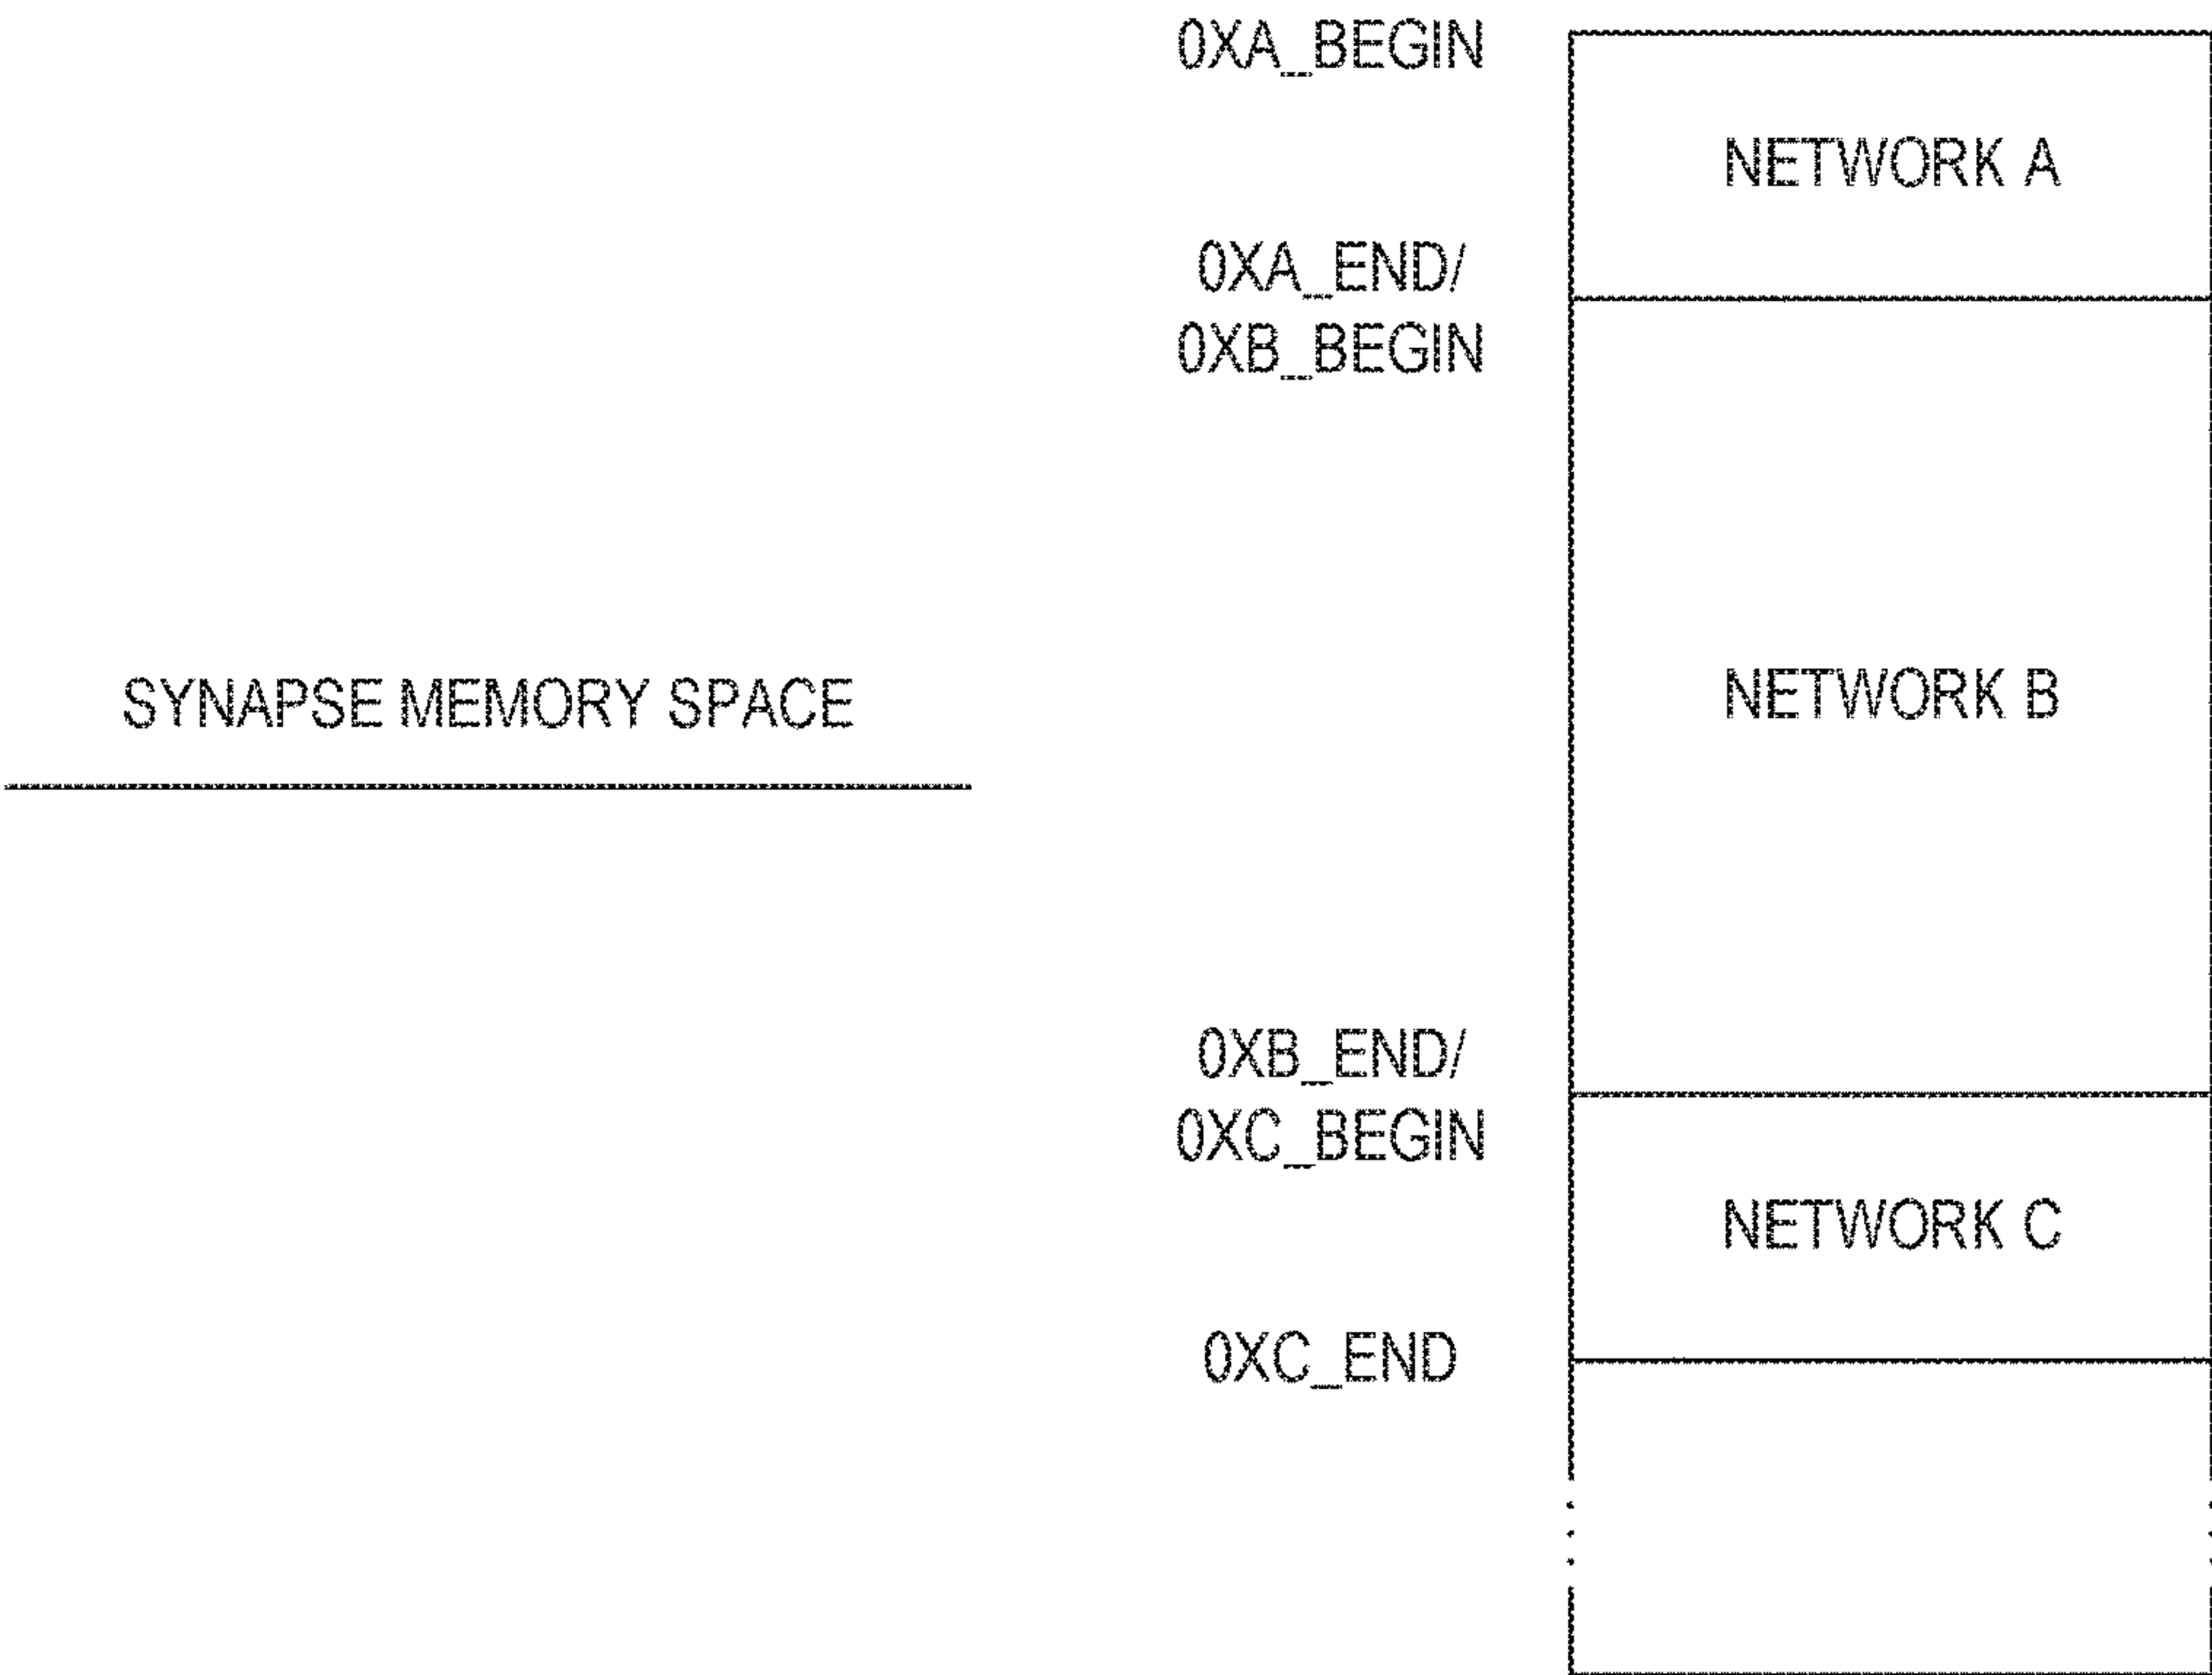 0XA_BEGIN
NETWORK A
0XA_END/
0XB_BEGIN
SYNAPSE MEMORY SPACE
NETWORK B
0XB_END/
0XC_BEGIN
NETWORK C
0XC_END